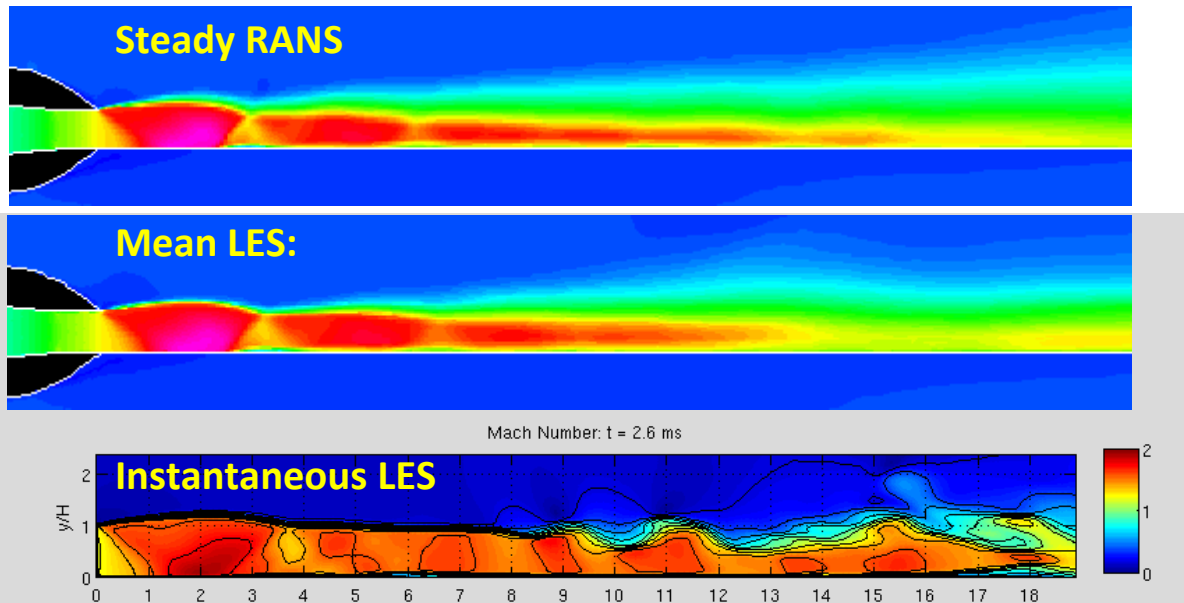 Steady RANS
Mean LES:
Mach Number: t = 2.6 ms
Instantaneous LES
y/H
2
1
0
2
1
0
0 1 2 3 4 5 6 7 8 9 10 11 12 13 14 15 16 17 18